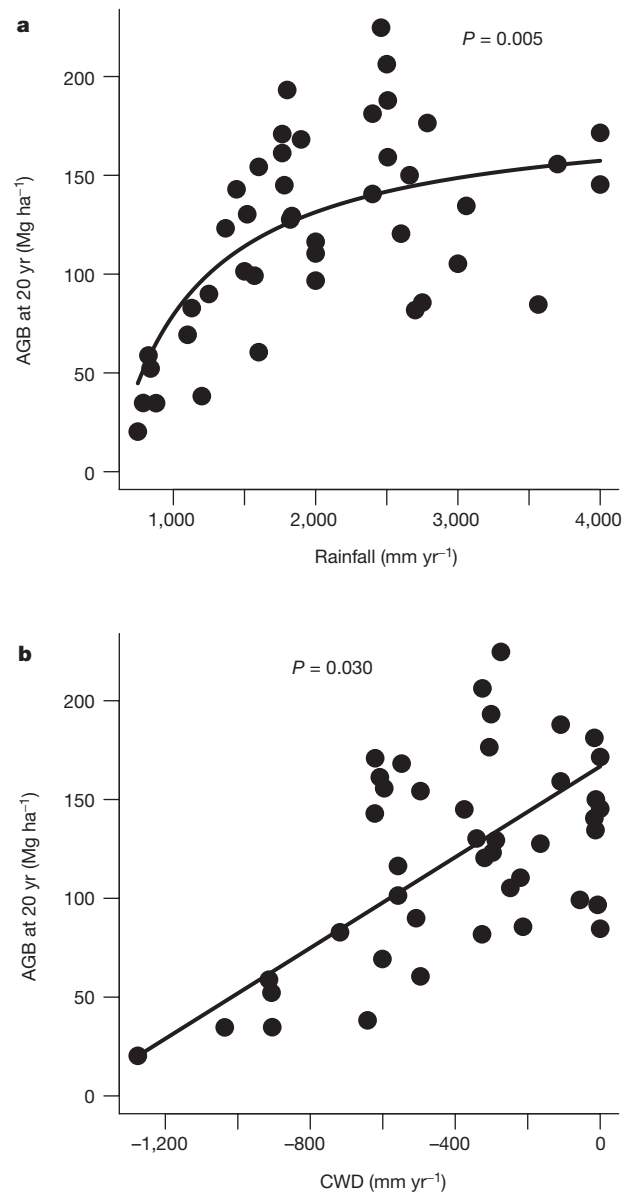 a
P = 0.005
AGB at 20 yr (Mg ha⁻¹)
200
150
100
50
0
1,000
2,000
3,000
4,000
Rainfall (mm yr⁻¹)
b
P = 0.030
AGB at 20 yr (Mg ha⁻¹)
200
150
100
50
0
−1,200
−800
−400
0
CWD (mm yr⁻¹)